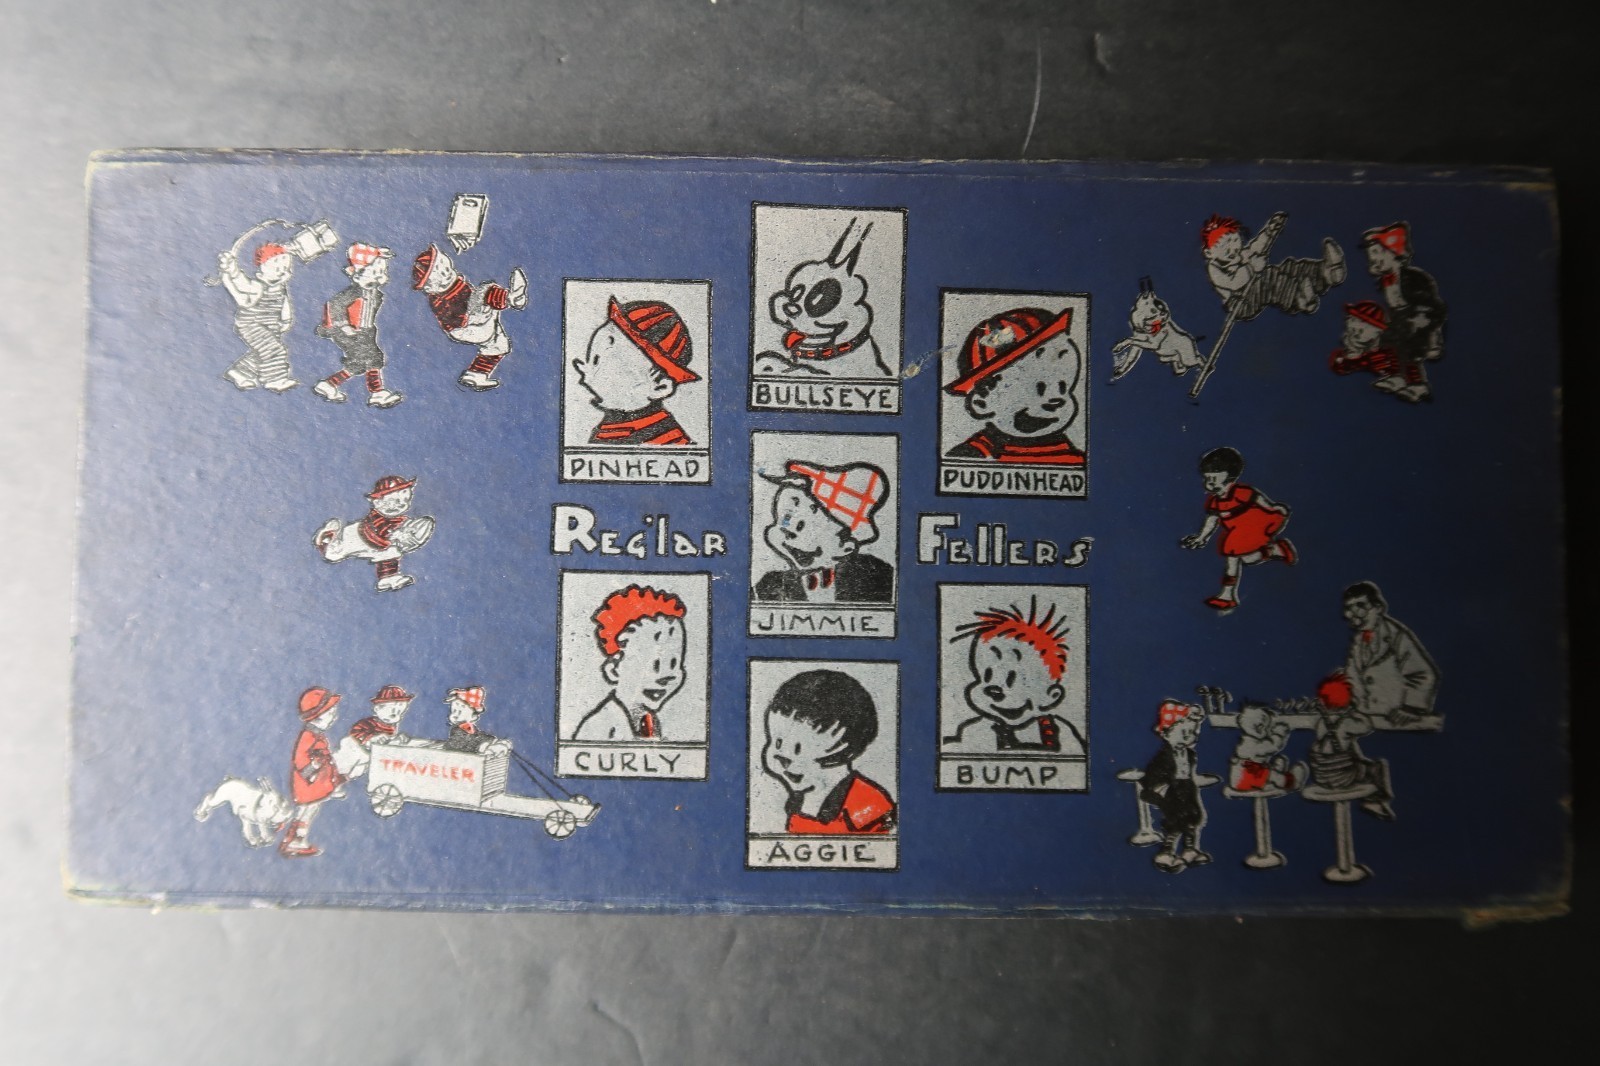 BULLSEYE
PINHEAD
PUDDINHEAD
REG'LAR FELLERS
JIMMIE
CURLY
BUMP
TRAVELER
AGGIE